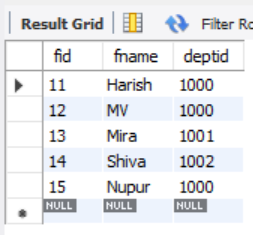 Result Grid Filter Ro
fid fname deptid
11 Harish 1000
12 MV 1000
13 Mira 1001
14 Shiva 1002
15 Nupur 1000
NULL NULL NULL